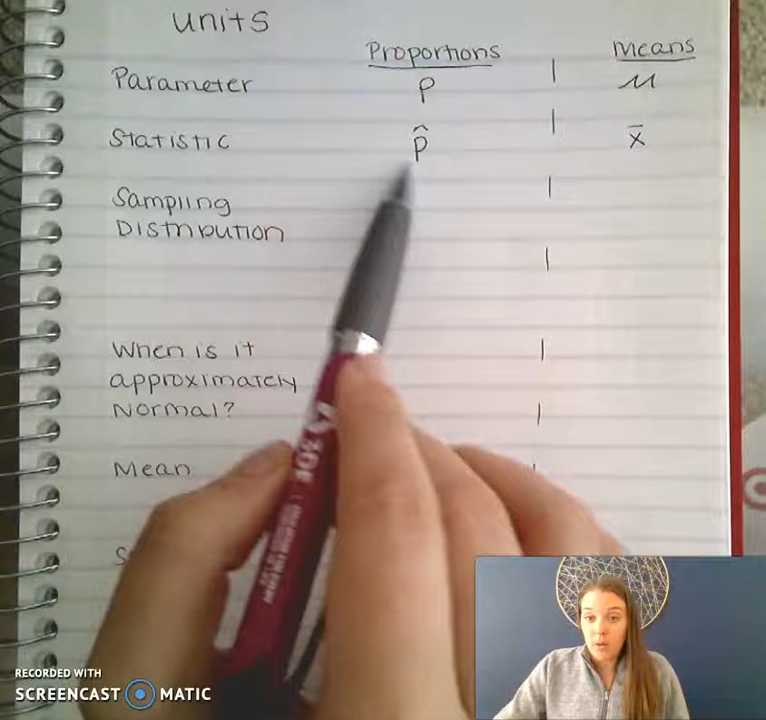 units
Proportions | Means
Parameter p | μ
Statistic p̂ | x̄
Sampling
Distribution
When is it
approximately
Normal?
Mean
RECORDED WITH
SCREENCAST MATIC